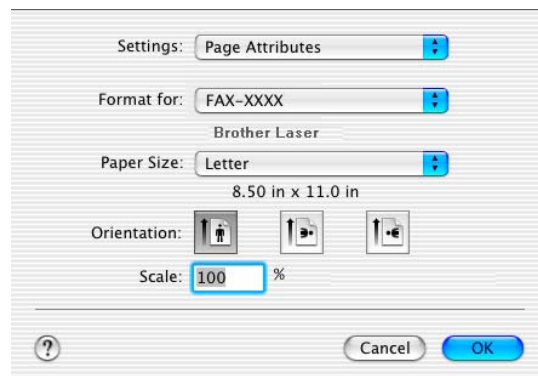 Settings: Page Attributes
Format for: FAX-XXXX
Brother Laser
Paper Size: Letter
8.50 in x 11.0 in
Orientation:
Scale: 100 %
? Cancel OK